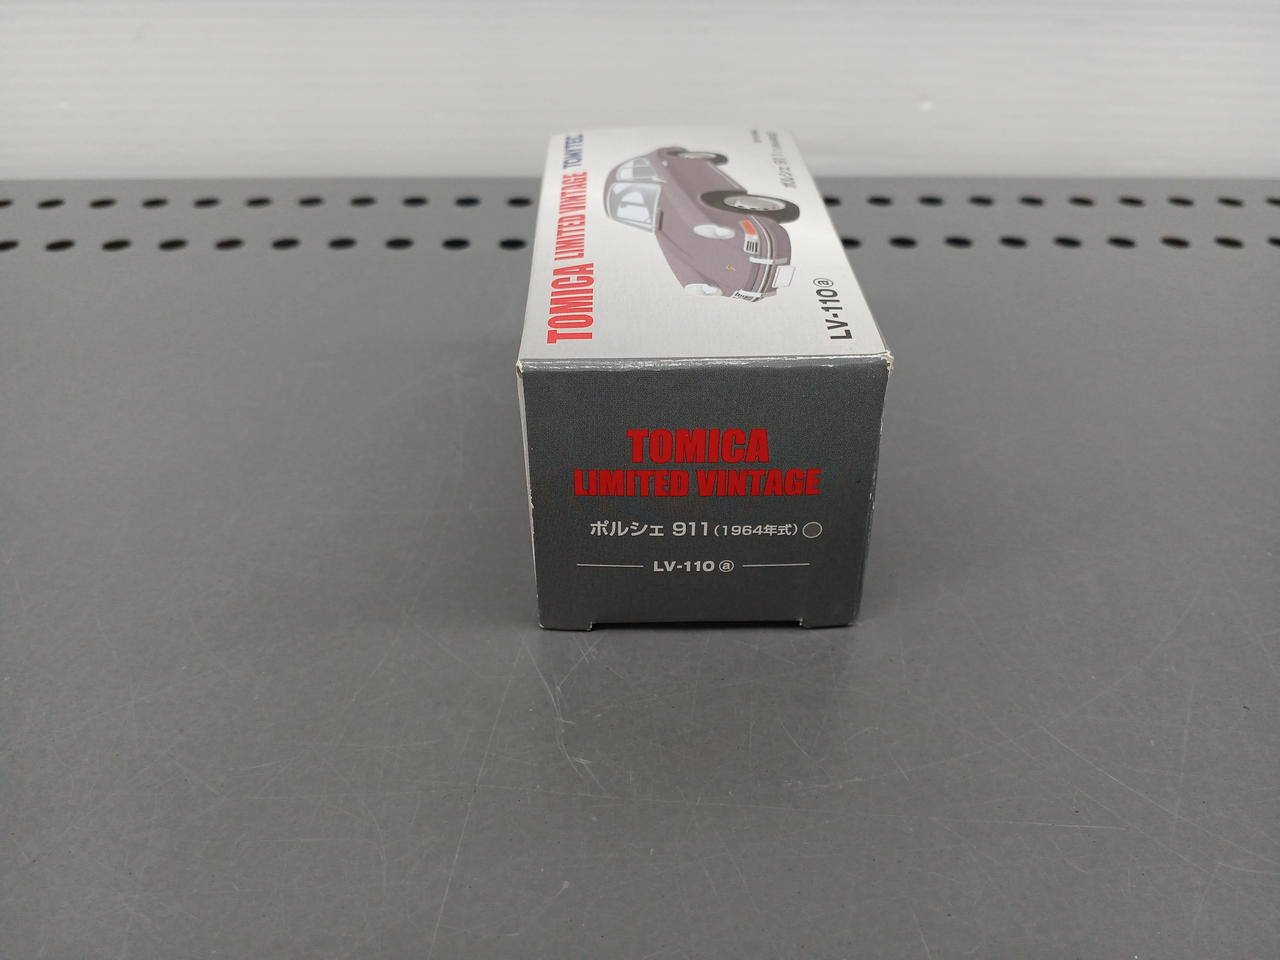 TOMICA LIMITED VINTAGE TOMYTEC
LV-110ⓐ
TOMICA
LIMITED VINTAGE
ポルシェ 911(1964年式)
LV-110ⓐ